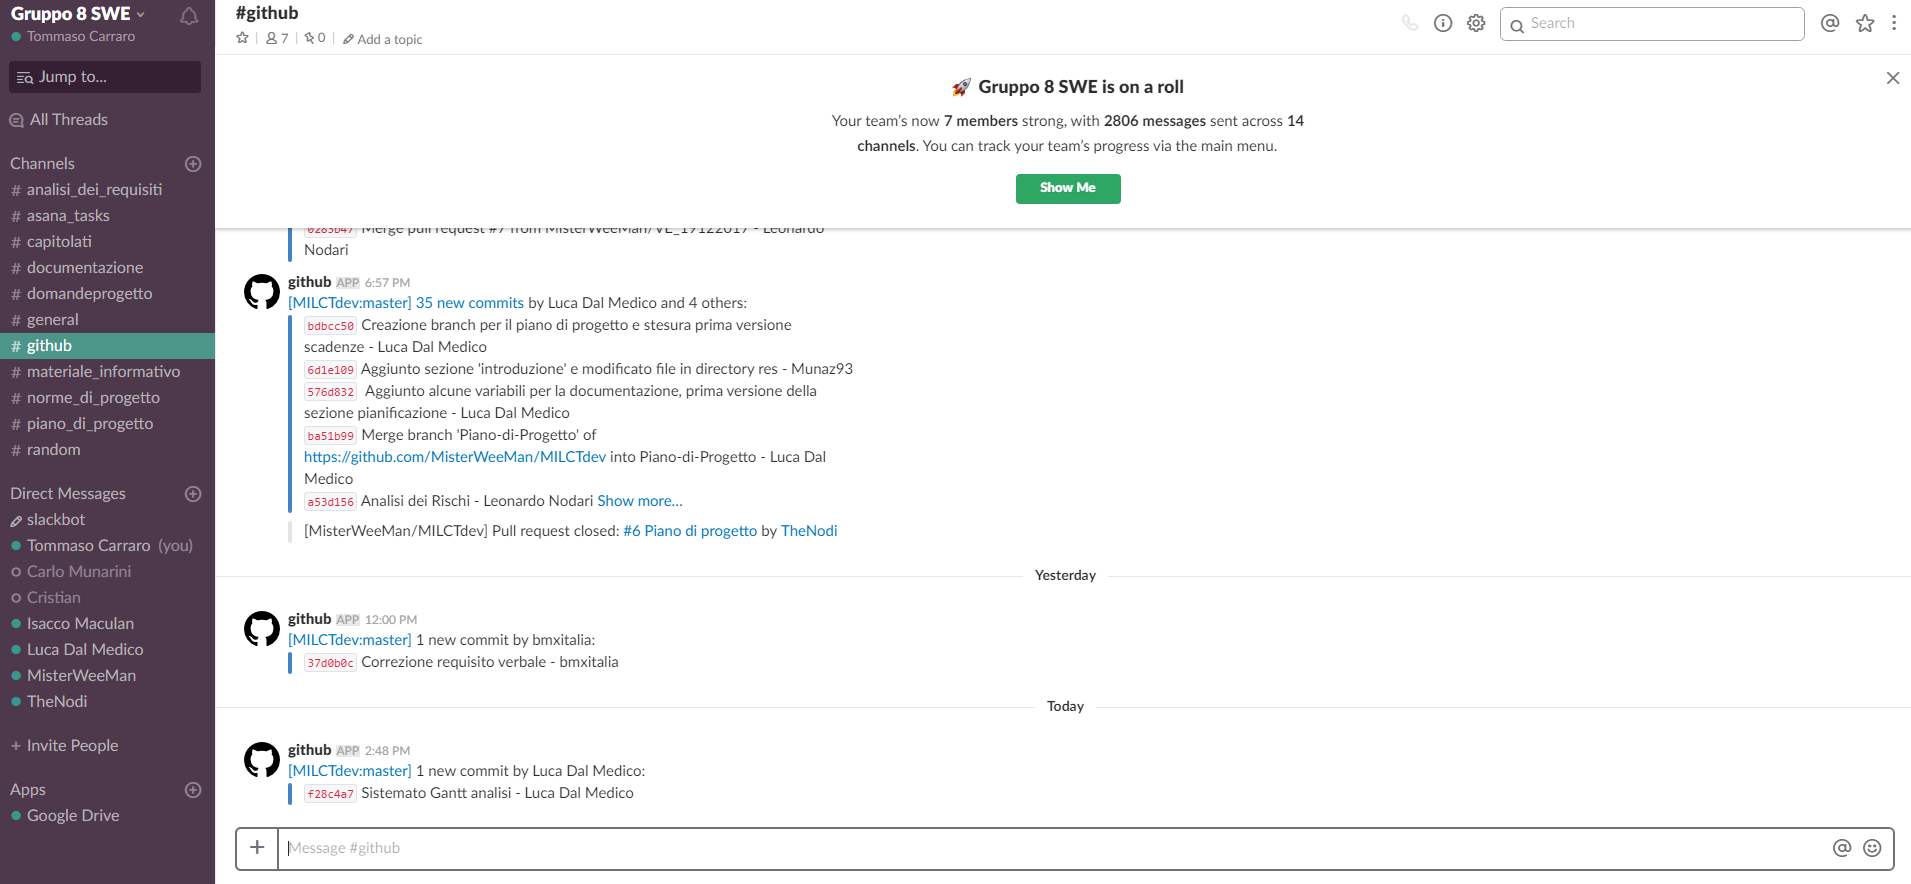 Gruppo 8 SWE
Tommaso Carraro
Jump to...
All Threads
Channels
# analisi_dei_requisiti
# asana_tasks
# capitolati
# documentazione
# domandeprogetto
# general
# github
# materiale_informativo
# norme_di_progetto
# piano_di_progetto
# random
Direct Messages
slackbot
Tommaso Carraro (you)
Carlo Munarini
Cristian
Isacco Maculan
Luca Dal Medico
MisterWeeMan
TheNodi
+ Invite People
Apps
Google Drive
#github
7 | 0 | Add a topic
Search
Gruppo 8 SWE is on a roll
Your team's now 7 members strong, with 2806 messages sent across 14
channels. You can track your team's progress via the main menu.
Show Me
0283b47 Merge pull request #7 from MisterWeeMan/VE_19122017 - Leonardo
Nodari
github APP 6:57 PM
[MILCTdev:master] 35 new commits by Luca Dal Medico and 4 others:
bdbcc50 Creazione branch per il piano di progetto e stesura prima versione
scadenze - Luca Dal Medico
6d1e109 Aggiunto sezione 'introduzione' e modificato file in directory res - Munaz93
576d832 Aggiunto alcune variabili per la documentazione, prima versione della
sezione pianificazione - Luca Dal Medico
ba51b99 Merge branch 'Piano-di-Progetto' of
https://github.com/MisterWeeMan/MILCTdev into Piano-di-Progetto - Luca Dal
Medico
a53d156 Analisi dei Rischi - Leonardo Nodari Show more...
[MisterWeeMan/MILCTdev] Pull request closed: #6 Piano di progetto by TheNodi
Yesterday
github APP 12:00 PM
[MILCTdev:master] 1 new commit by bmxitalia:
37d0b0c Correzione requisito verbale - bmxitalia
Today
github APP 2:48 PM
[MILCTdev:master] 1 new commit by Luca Dal Medico:
f28c4a7 Sistemato Gantt analisi - Luca Dal Medico
Message #github